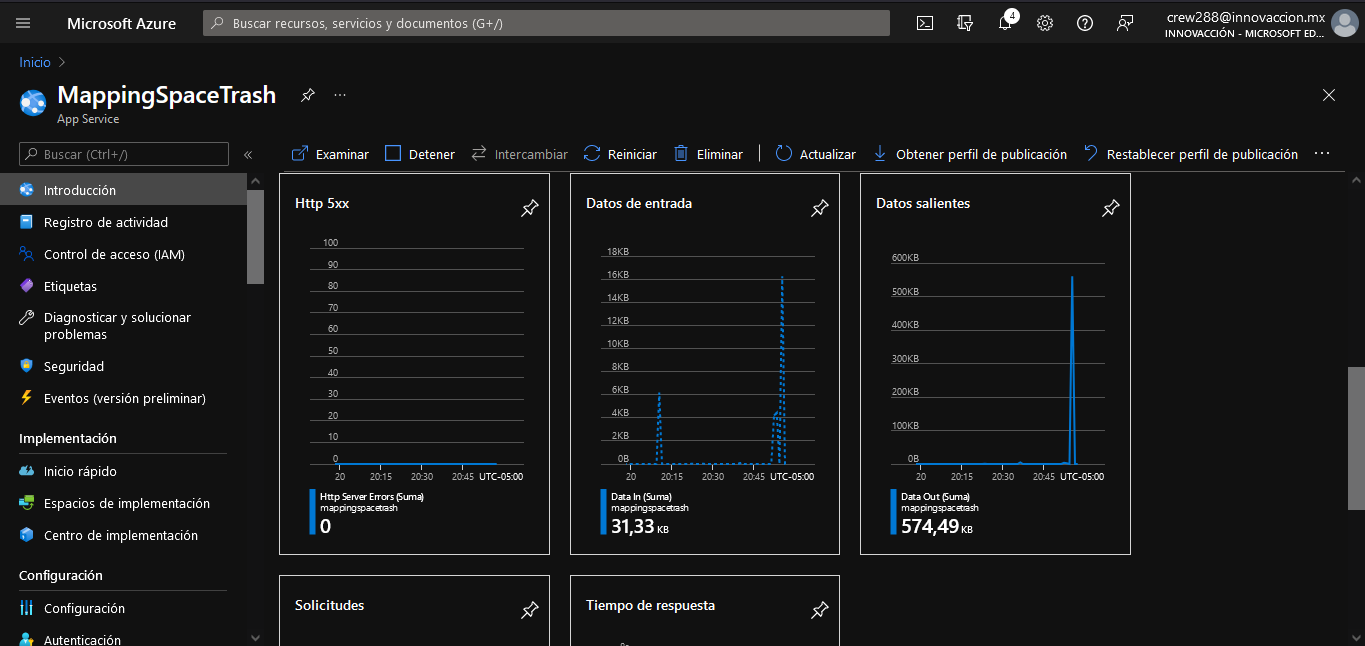 Microsoft Azure
Buscar recursos, servicios y documentos (G+/)
4
crew288@innovaccion.mx
INNOVACCIÓN - MICROSOFT ED...
Inicio
MappingSpaceTrash
...
App Service
Buscar (Ctrl+/)
«
Examinar
Detener
Intercambiar
Reiniciar
Eliminar
Actualizar
Obtener perfil de publicación
Restablecer perfil de publicación
...
Introducción
Registro de actividad
Control de acceso (IAM)
Etiquetas
Diagnosticar y solucionar
problemas
Seguridad
Eventos (versión preliminar)
Implementación
Inicio rápido
Espacios de implementación
Centro de implementación
Configuración
Configuración
Autenticación
Http 5xx
100
90
80
70
60
50
40
30
20
10
0
20 20:15 20:30 20:45 UTC-05:00
Http Server Errors (Suma)
mappingspacetrash
0
Datos de entrada
18KB
16KB
14KB
12KB
10KB
8KB
6KB
4KB
2KB
0B
20 20:15 20:30 20:45 UTC-05:00
Data In (Suma)
mappingspacetrash
31,33 KB
Datos salientes
600KB
500KB
400KB
300KB
200KB
100KB
0B
20 20:15 20:30 20:45 UTC-05:00
Data Out (Suma)
mappingspacetrash
574,49 KB
Solicitudes
Tiempo de respuesta